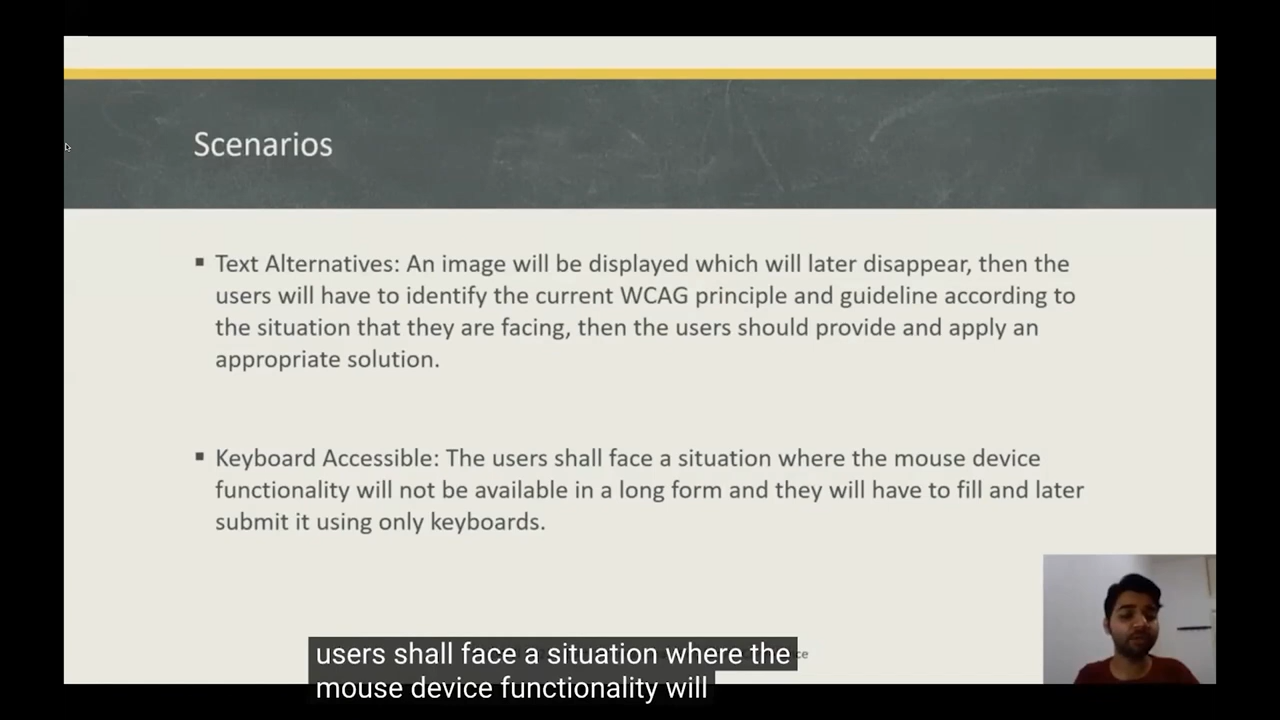 Scenarios
▪ Text Alternatives: An image will be displayed which will later disappear, then the
users will have to identify the current WCAG principle and guideline according to
the situation that they are facing, then the users should provide and apply an
appropriate solution.
▪ Keyboard Accessible: The users shall face a situation where the mouse device
functionality will not be available in a long form and they will have to fill and later
submit it using only keyboards.
users shall face a situation where the
mouse device functionality will